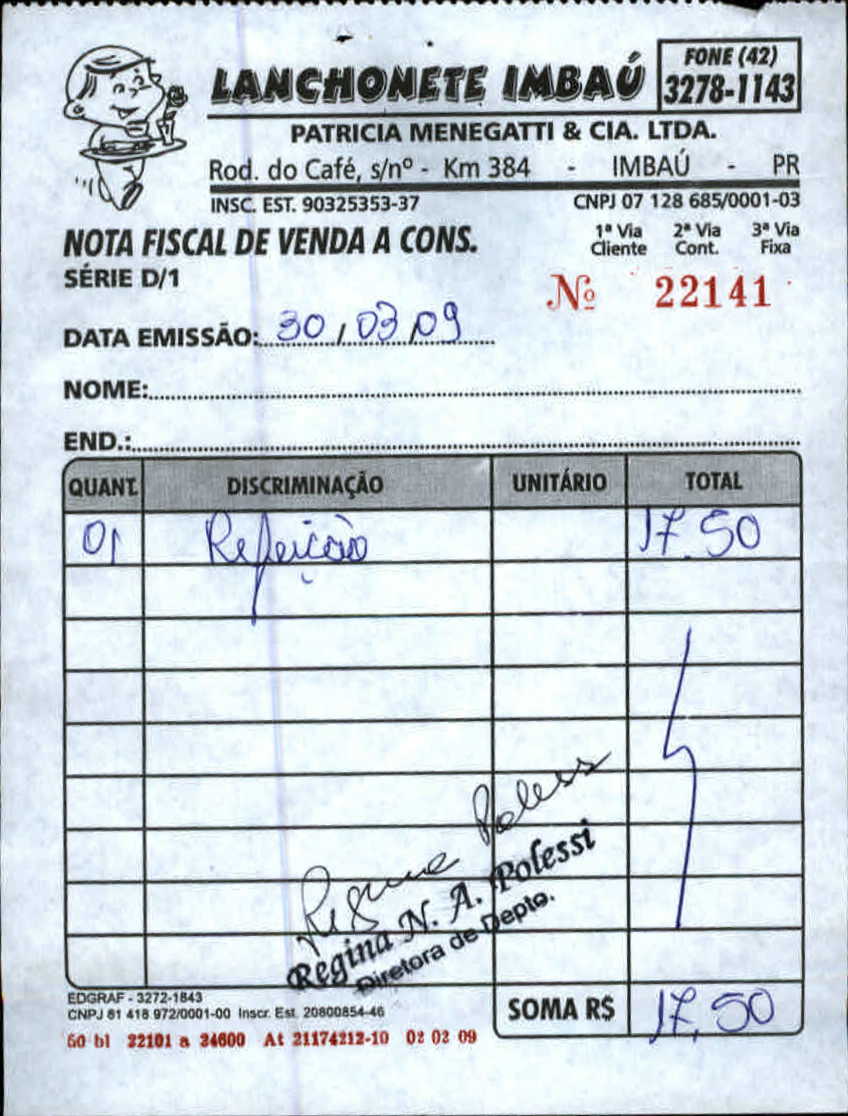 LANCHONETE IMBAÚ
FONE (42)
3278-1143
PATRICIA MENEGATTI & CIA. LTDA.
Rod. do Café, s/nº - Km 384 - IMBAÚ - PR
INSC. EST. 90325353-37 CNPJ 07 128 685/0001-03
NOTA FISCAL DE VENDA A CONS.
1ª Via Cliente 2ª Via Cont. 3ª Via Fixa
SÉRIE D/1
Nº 22141
DATA EMISSÃO: 30/03/09
NOME:
END.:
QUANT. DISCRIMINAÇÃO UNITÁRIO TOTAL
01 Refeição 17.50
Regina Poless
Regina N. A. Polessi
Diretora de Depto.
EDGRAF - 3272-1843
CNPJ 81 418 972/0001-00 Inscr. Est. 20800854-46
SOMA R$ 17,50
60 bl 22101 a 24600 At 21174212-10 02 02 09